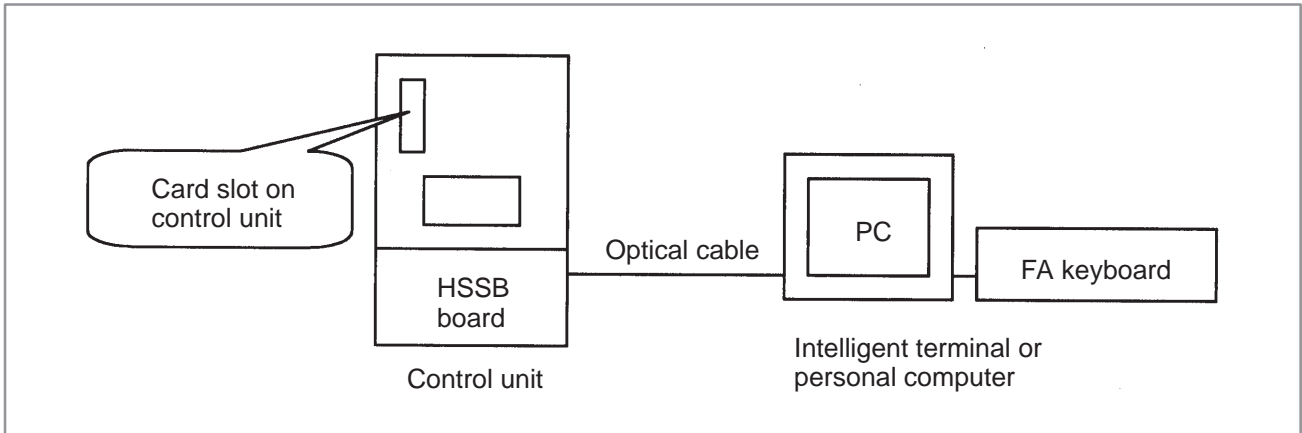 Card slot on
control unit
HSSB
board
Control unit
Optical cable
PC
FA keyboard
Intelligent terminal or
personal computer